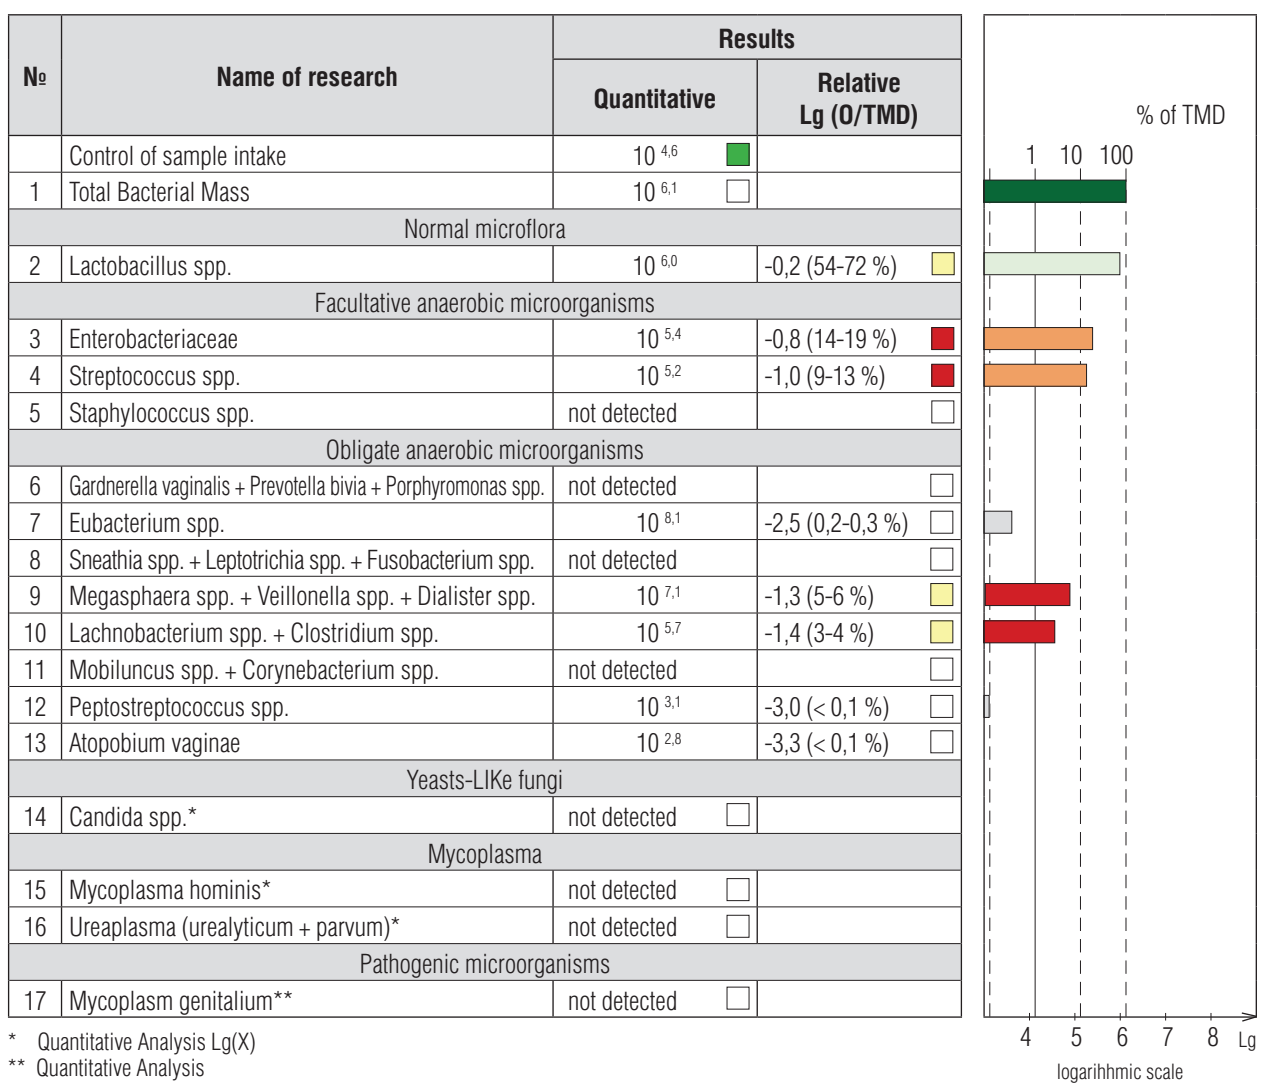 № Name of research Results
Quantitative Relative Lg (O/TMD)
% of TMD
1 10 100
Control of sample intake 10 4,6
1 Total Bacterial Mass 10 6,1
Normal microflora
2 Lactobacillus spp. 10 6,0 -0,2 (54-72 %)
Facultative anaerobic microorganisms
3 Enterobacteriaceae 10 5,4 -0,8 (14-19 %)
4 Streptococcus spp. 10 5,2 -1,0 (9-13 %)
5 Staphylococcus spp. not detected
Obligate anaerobic microorganisms
6 Gardnerella vaginalis + Prevotella bivia + Porphyromonas spp. not detected
7 Eubacterium spp. 10 8,1 -2,5 (0,2-0,3 %)
8 Sneathia spp. + Leptotrichia spp. + Fusobacterium spp. not detected
9 Megasphaera spp. + Veillonella spp. + Dialister spp. 10 7,1 -1,3 (5-6 %)
10 Lachnobacterium spp. + Clostridium spp. 10 5,7 -1,4 (3-4 %)
11 Mobiluncus spp. + Corynebacterium spp. not detected
12 Peptostreptococcus spp. 10 3,1 -3,0 (< 0,1 %)
13 Atopobium vaginae 10 2,8 -3,3 (< 0,1 %)
Yeasts-LIKe fungi
14 Candida spp.* not detected
Mycoplasma
15 Mycoplasma hominis* not detected
16 Ureaplasma (urealyticum + parvum)* not detected
Pathogenic microorganisms
17 Mycoplasm genitalium** not detected
4 5 6 7 8 Lg
logarihhmic scale
* Quantitative Analysis Lg(X)
** Quantitative Analysis